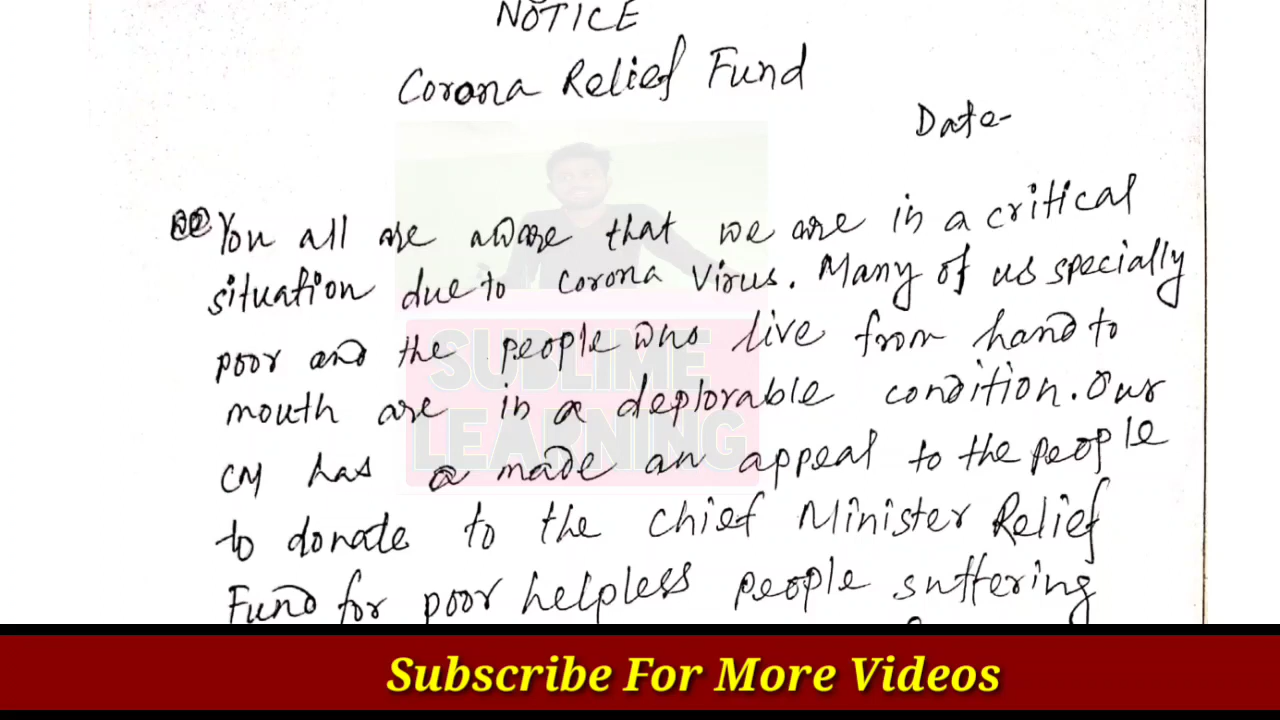 NOTICE
Corona Relief Fund
Date-
You all are aware that we are in a critical
situation due to Corona Virus. Many of us specially
poor and the people who live from hand to
mouth are in a deplorable condition. Our
CM has made an appeal to the people
to donate to the Chief Minister Relief
Fund for poor helpless people suffering
SUBLIME
LEARNING
Subscribe For More Videos